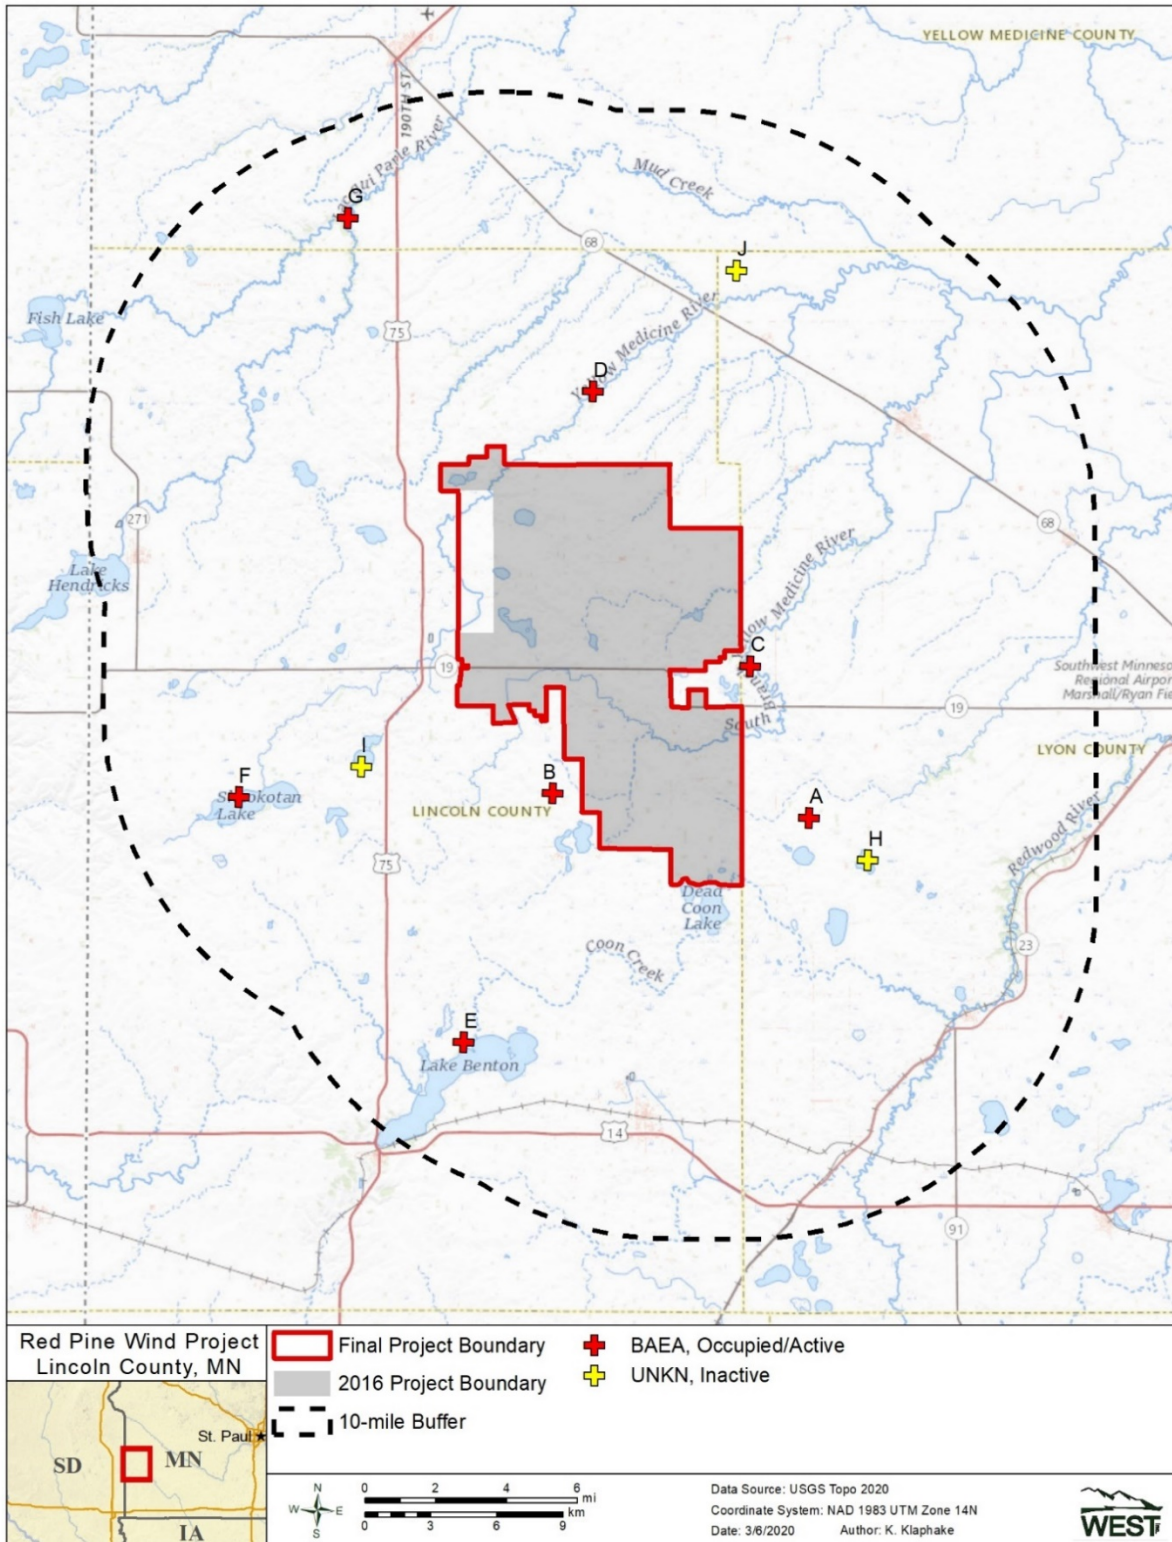 YELLOW MEDICINE COUNTY
190TH ST
Lac qui Parle River
Mud Creek
G
68
J
Fish Lake
75
Yellow Medicine River
D
271
68
Lake
Hendricks
Yellow Medicine River
C
19
Southwest Minnesota
Regional Airport
Marshall/Ryan Fie
South
Branch
19
LYON COUNTY
I
F
Shaokotan
Lake
B
LINCOLN COUNTY
A
H
Redwood River
75
Dead
Coon
Lake
Coon
Creek
23
E
Lake Benton
14
91
Red Pine Wind Project
Lincoln County, MN
Final Project Boundary
2016 Project Boundary
10-mile Buffer
BAEA, Occupied/Active
UNKN, Inactive
St. Paul
SD
MN
IA
N
W E
S
0 2 4 6
mi
km
0 3 6 9
Data Source: USGS Topo 2020
Coordinate System: NAD 1983 UTM Zone 14N
Date: 3/6/2020 Author: K. Klaphake
WEST